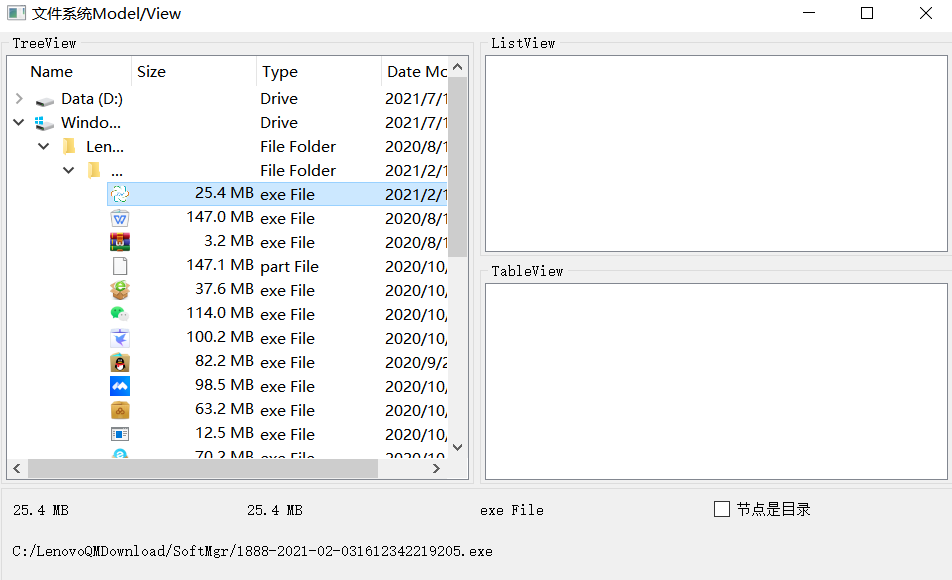 文件系统Model/View
TreeView
Name Size Type Date Mo
Data (D:) Drive 2021/7/1
Windo... Drive 2021/7/1
Len... File Folder 2020/8/1
... File Folder 2021/2/1
25.4 MB exe File 2021/2/1
147.0 MB exe File 2020/8/1
3.2 MB exe File 2020/8/1
147.1 MB part File 2020/10/
37.6 MB exe File 2020/10/
114.0 MB exe File 2020/10/
100.2 MB exe File 2020/10/
82.2 MB exe File 2020/9/2
98.5 MB exe File 2020/10/
63.2 MB exe File 2020/10/
12.5 MB exe File 2020/10/
70.2 MB exe File 2020/10
ListView
TableView
25.4 MB 25.4 MB exe File 节点是目录
C:/LenovoQMDownload/SoftMgr/1888-2021-02-031612342219205.exe